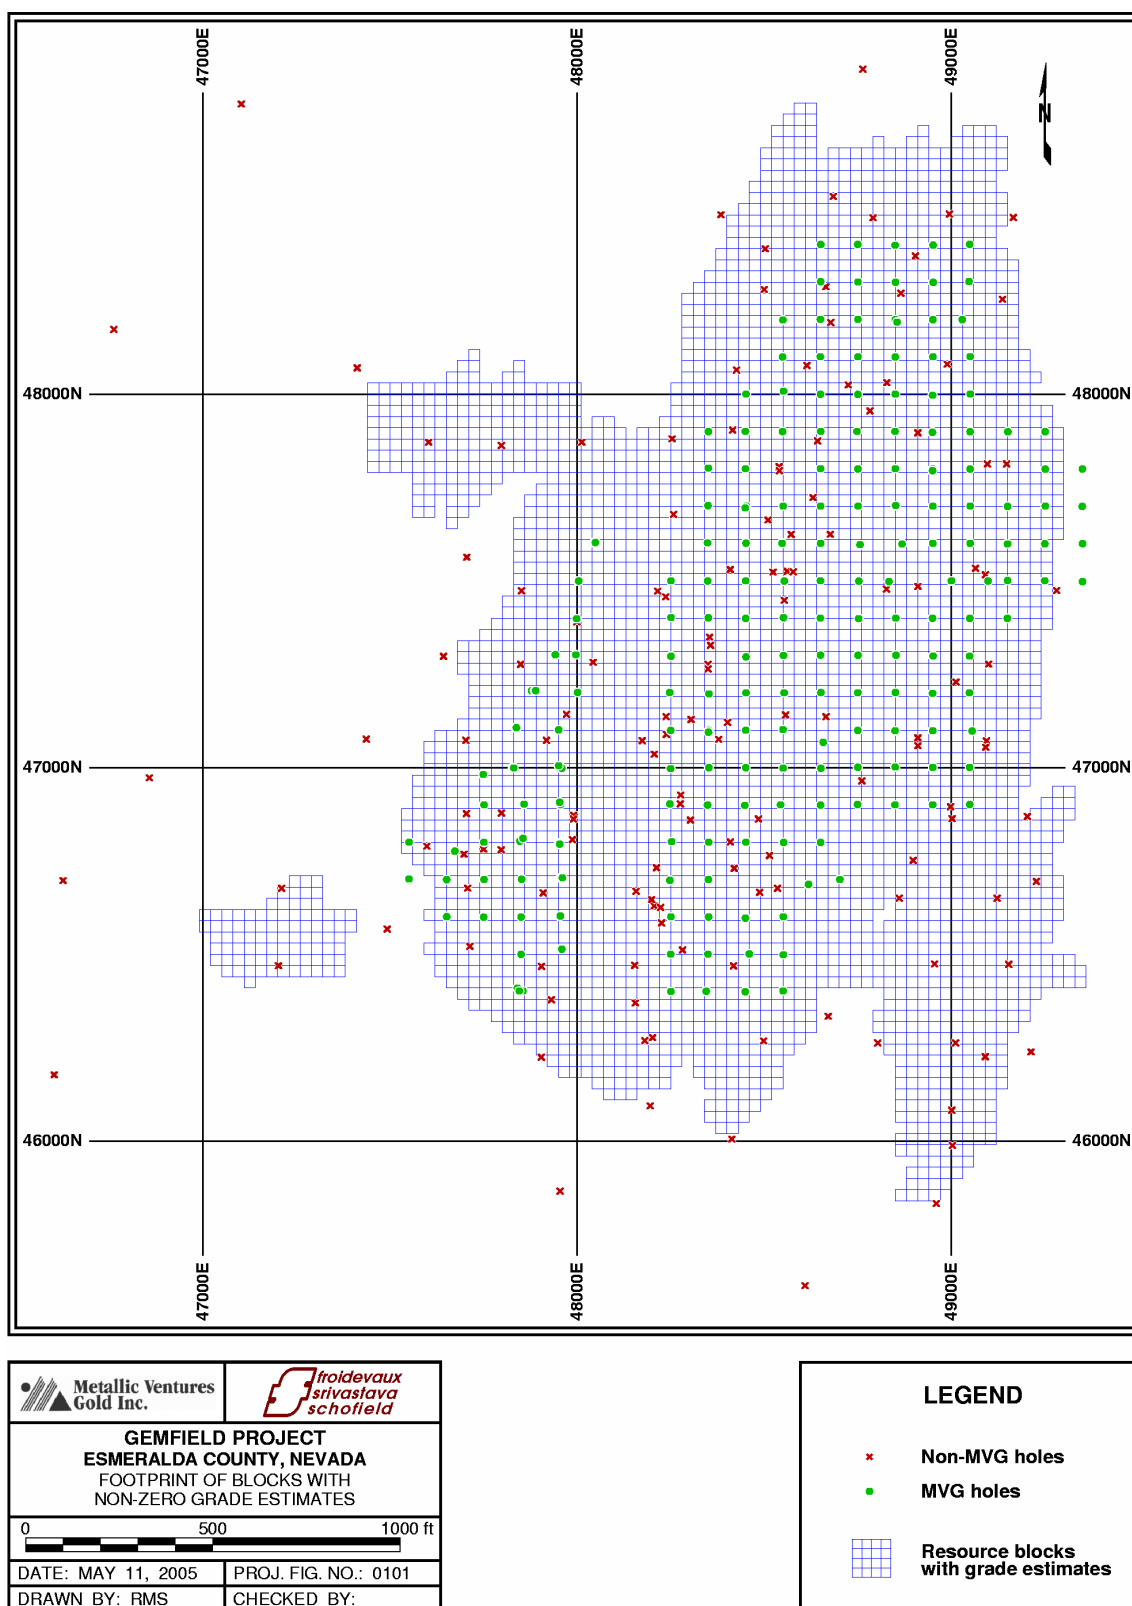 47000E
48000E
49000E
N
48000N
48000N
47000N
47000N
46000N
46000N
47000E
48000E
49000E
Metallic Ventures
Gold Inc.
froidevaux
srivastava
schofield
GEMFIELD PROJECT
ESMERALDA COUNTY, NEVADA
FOOTPRINT OF BLOCKS WITH
NON-ZERO GRADE ESTIMATES
0 500 1000 ft
DATE: MAY 11, 2005
PROJ. FIG. NO.: 0101
DRAWN BY: RMS
CHECKED BY:
LEGEND
Non-MVG holes
MVG holes
Resource blocks
with grade estimates